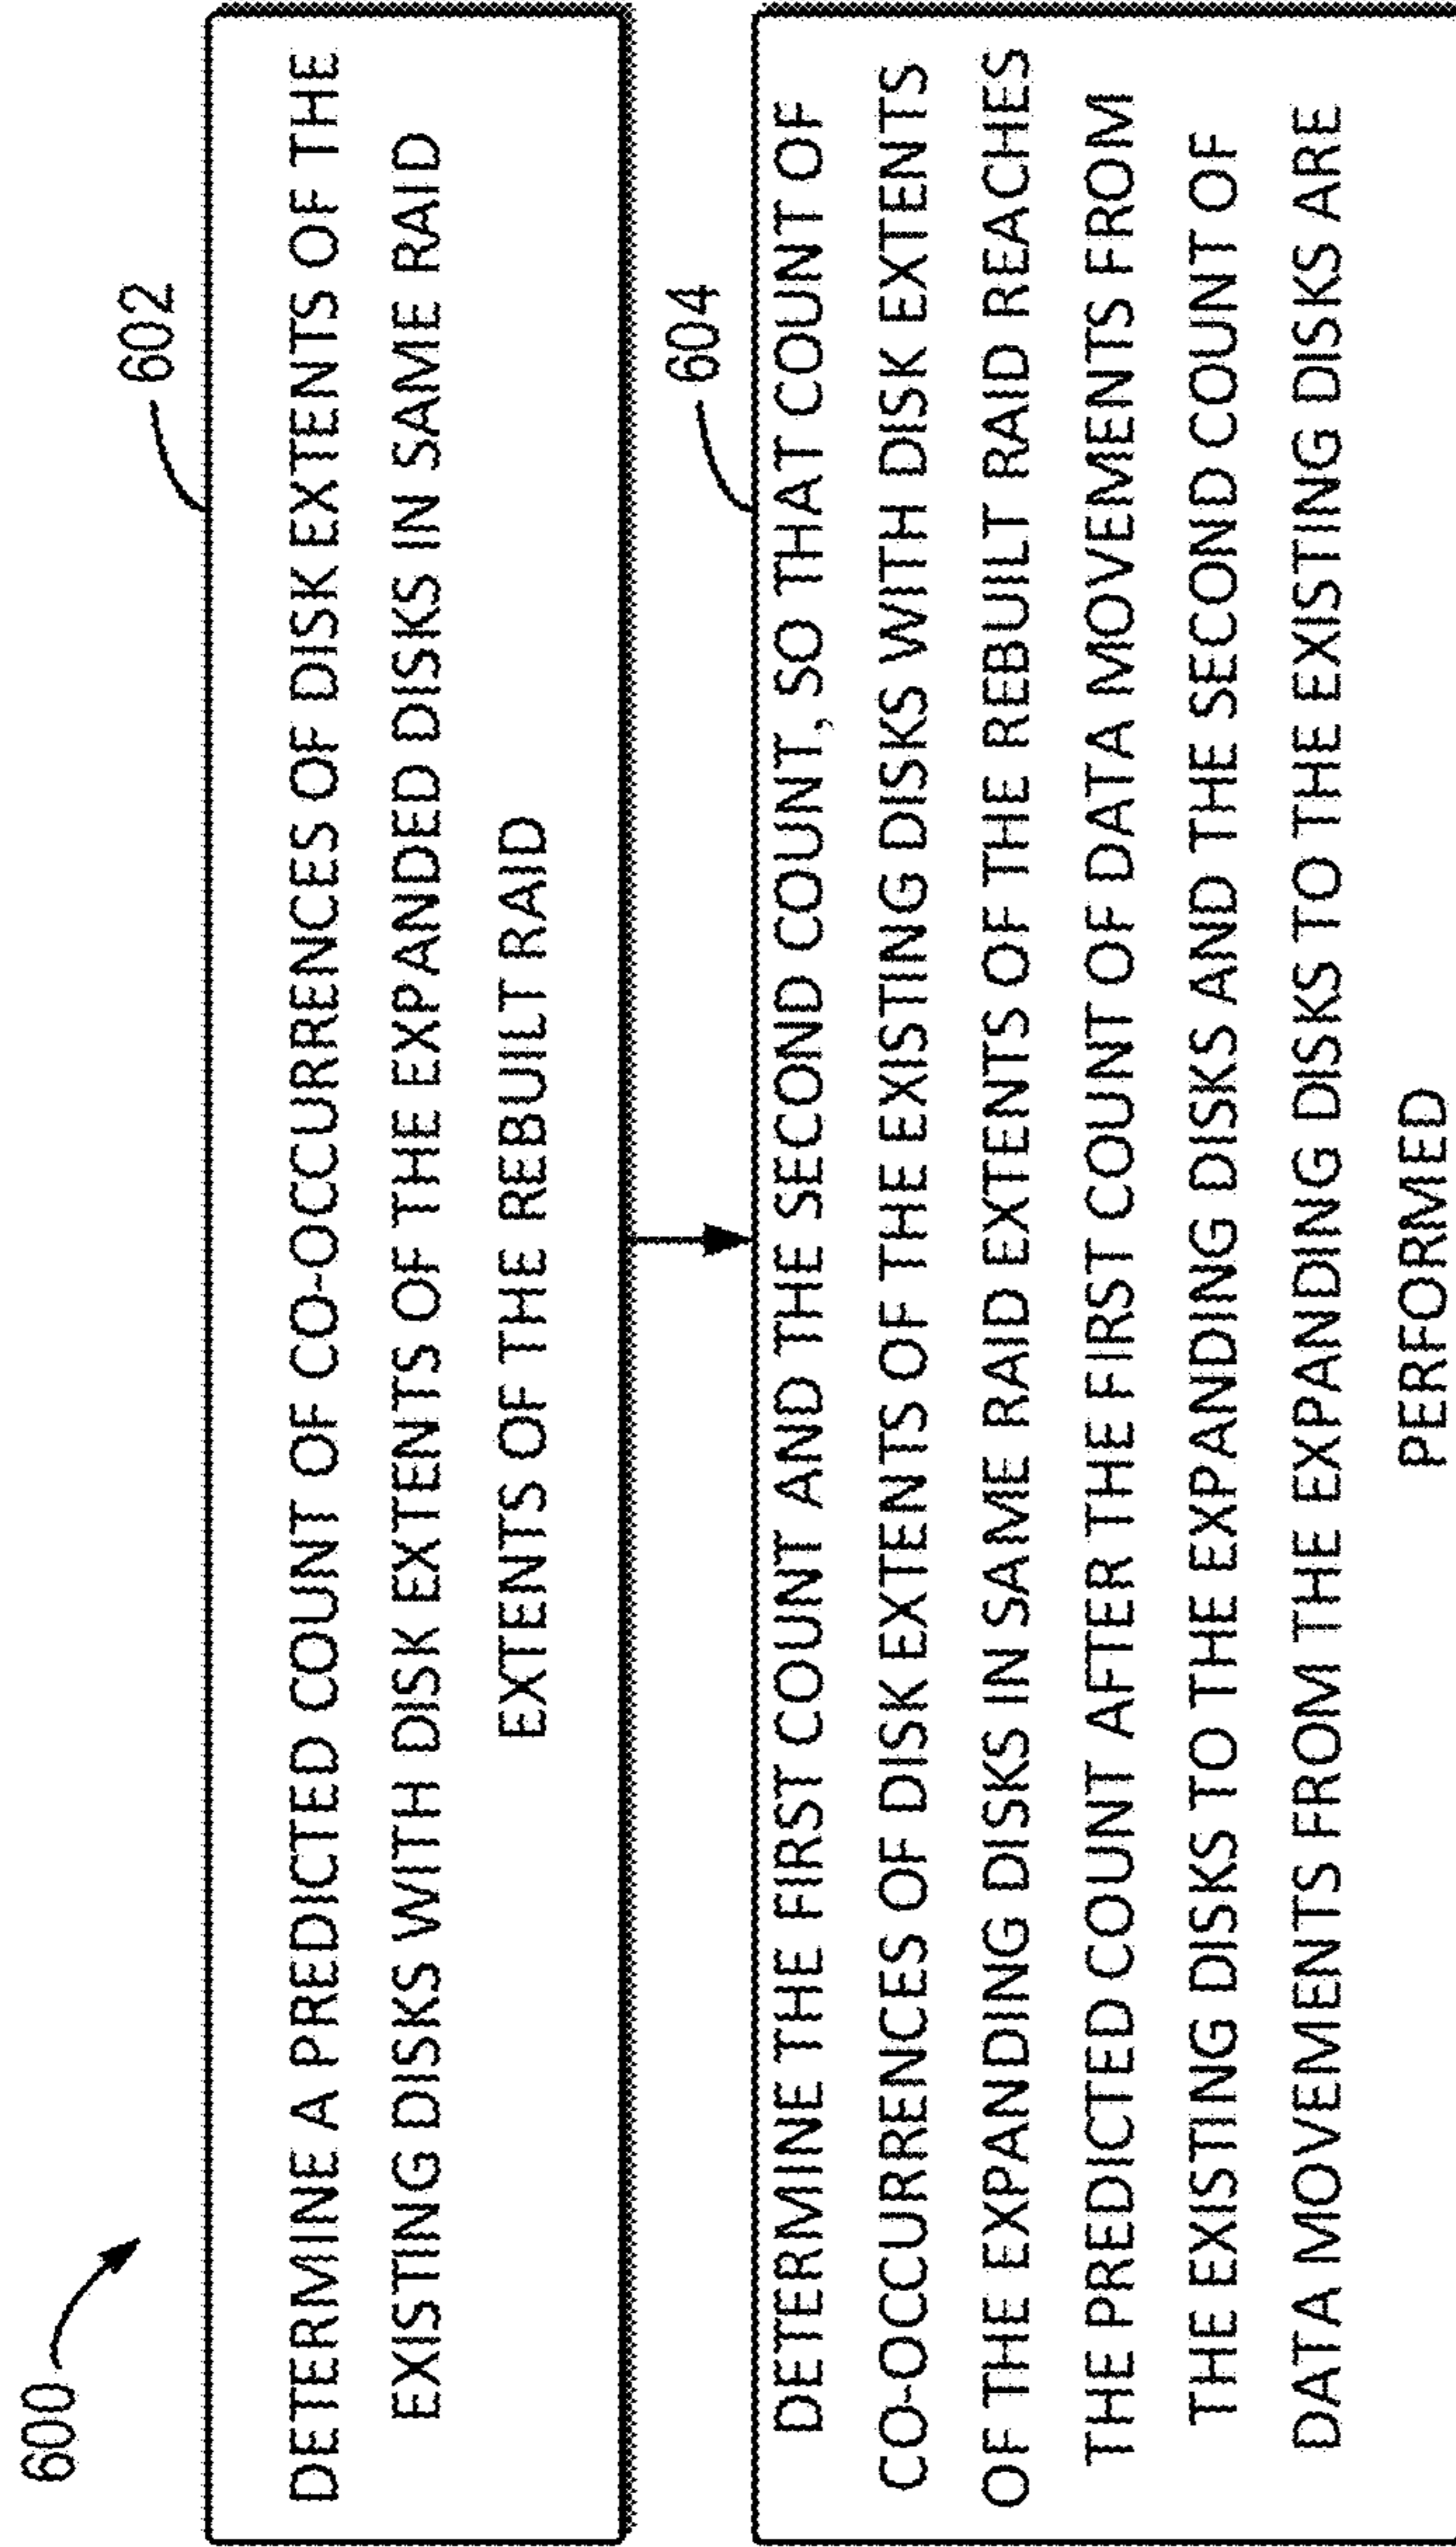 600
602
DETERMINE A PREDICTED COUNT OF CO-OCCURRENCES OF DISK EXTENTS OF THE
EXISTING DISKS WITH DISK EXTENTS OF THE EXPANDED DISKS IN SAME RAID
EXTENTS OF THE REBUILT RAID
604
DETERMINE THE FIRST COUNT AND THE SECOND COUNT, SO THAT COUNT OF
CO-OCCURRENCES OF DISK EXTENTS OF THE EXISTING DISKS WITH DISK EXTENTS
OF THE EXPANDING DISKS IN SAME RAID EXTENTS OF THE REBUILT RAID REACHES
THE PREDICTED COUNT AFTER THE FIRST COUNT OF DATA MOVEMENTS FROM
THE EXISTING DISKS TO THE EXPANDING DISKS AND THE SECOND COUNT OF
DATA MOVEMENTS FROM THE EXPANDING DISKS TO THE EXISTING DISKS ARE
PERFORMED